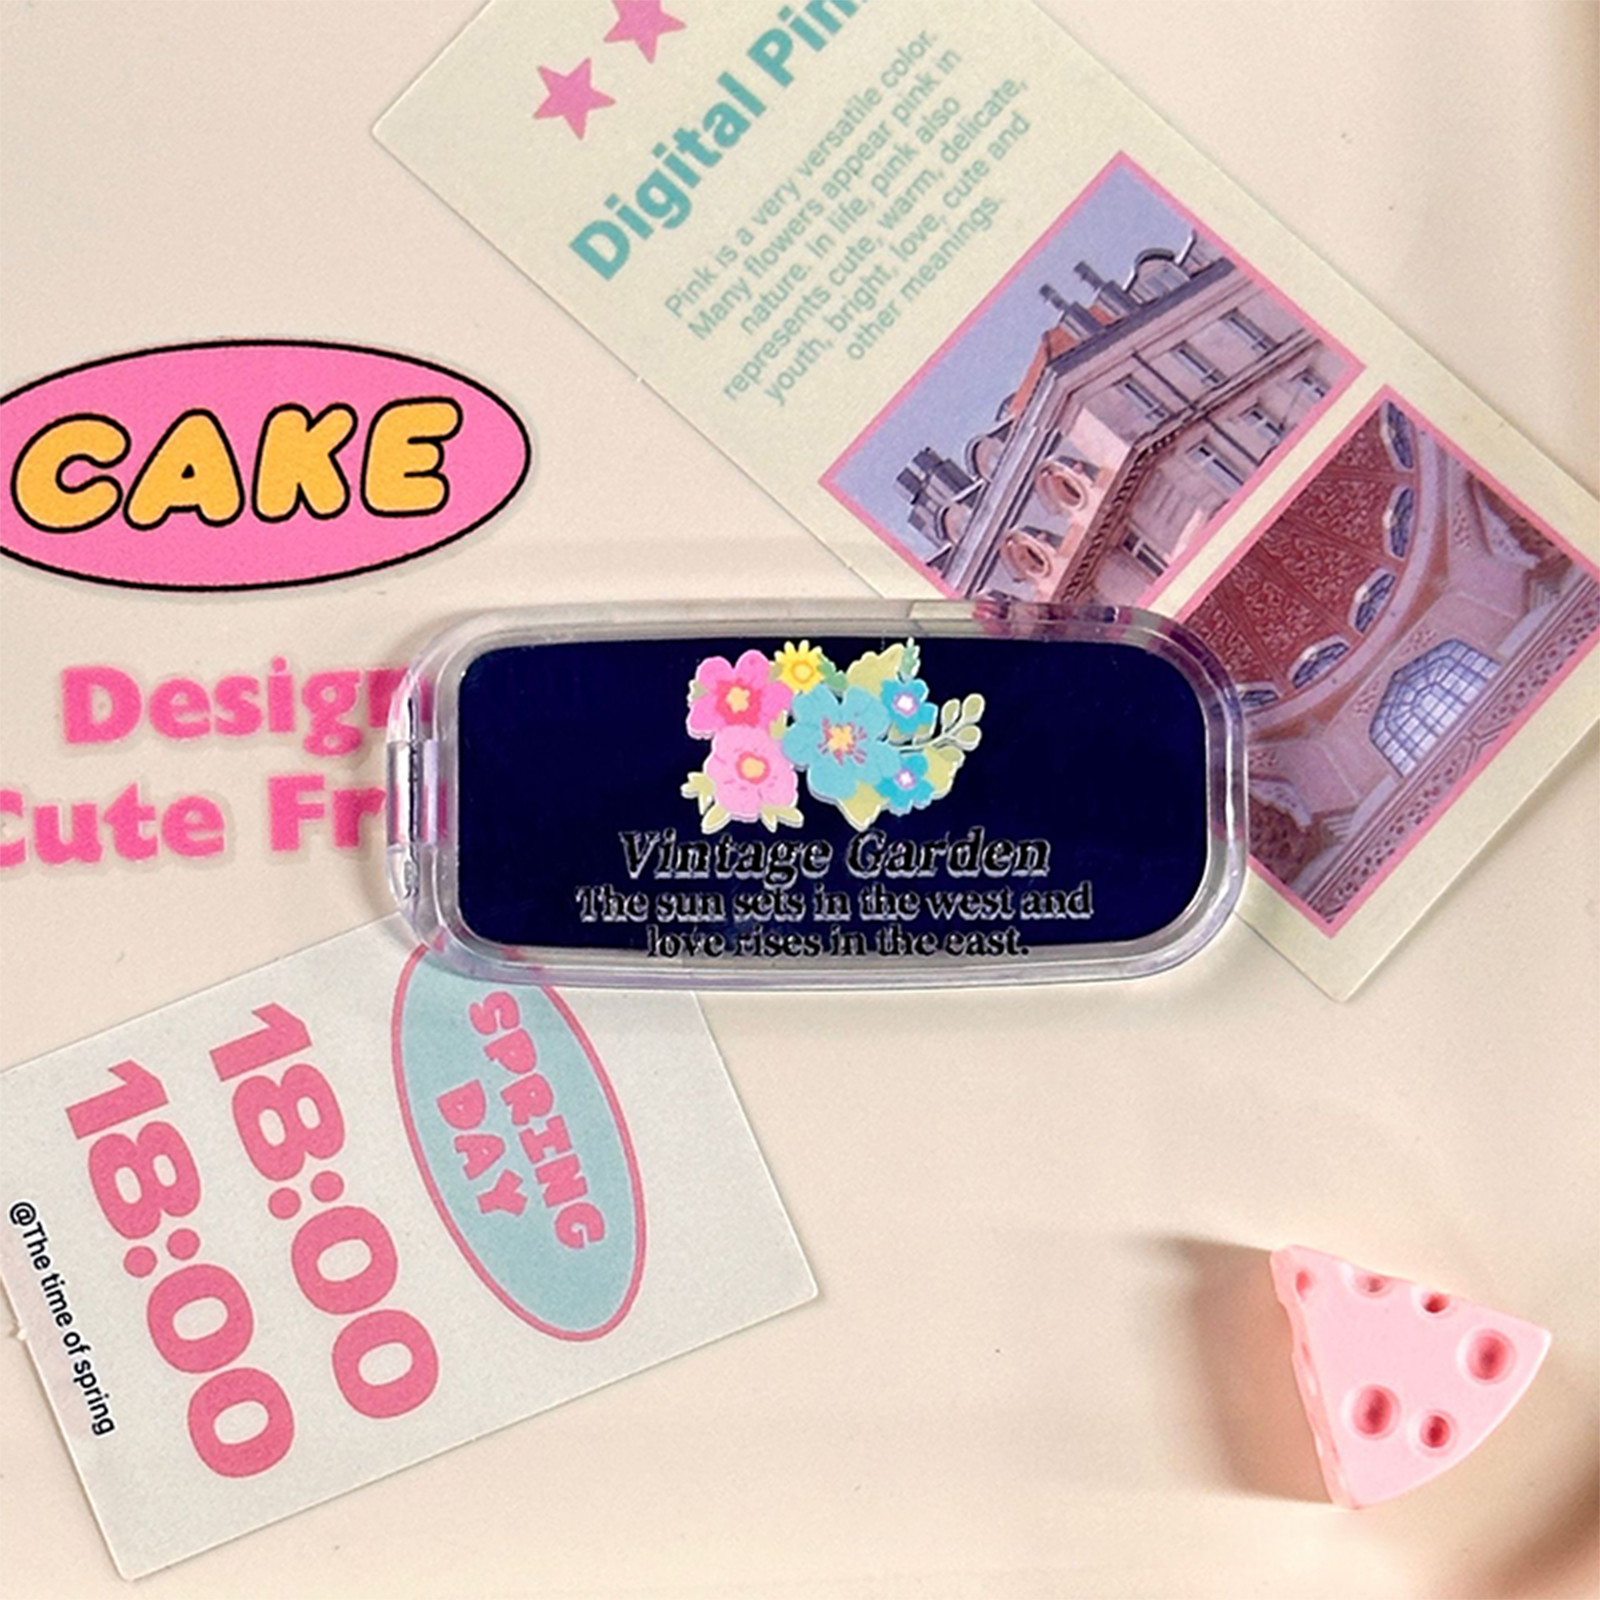 Digital Pin
Pink is a very versatile color.
Many flowers appear pink in
nature. In life, pink also
represents cute, warm, delicate,
youth, bright, love, cute and
other meanings.
CAKE
Design
Cute Fr
Vintage Garden
The sun sets in the west and
love rises in the east.
SPRING
DAY
18:00
18:00
@The time of spring